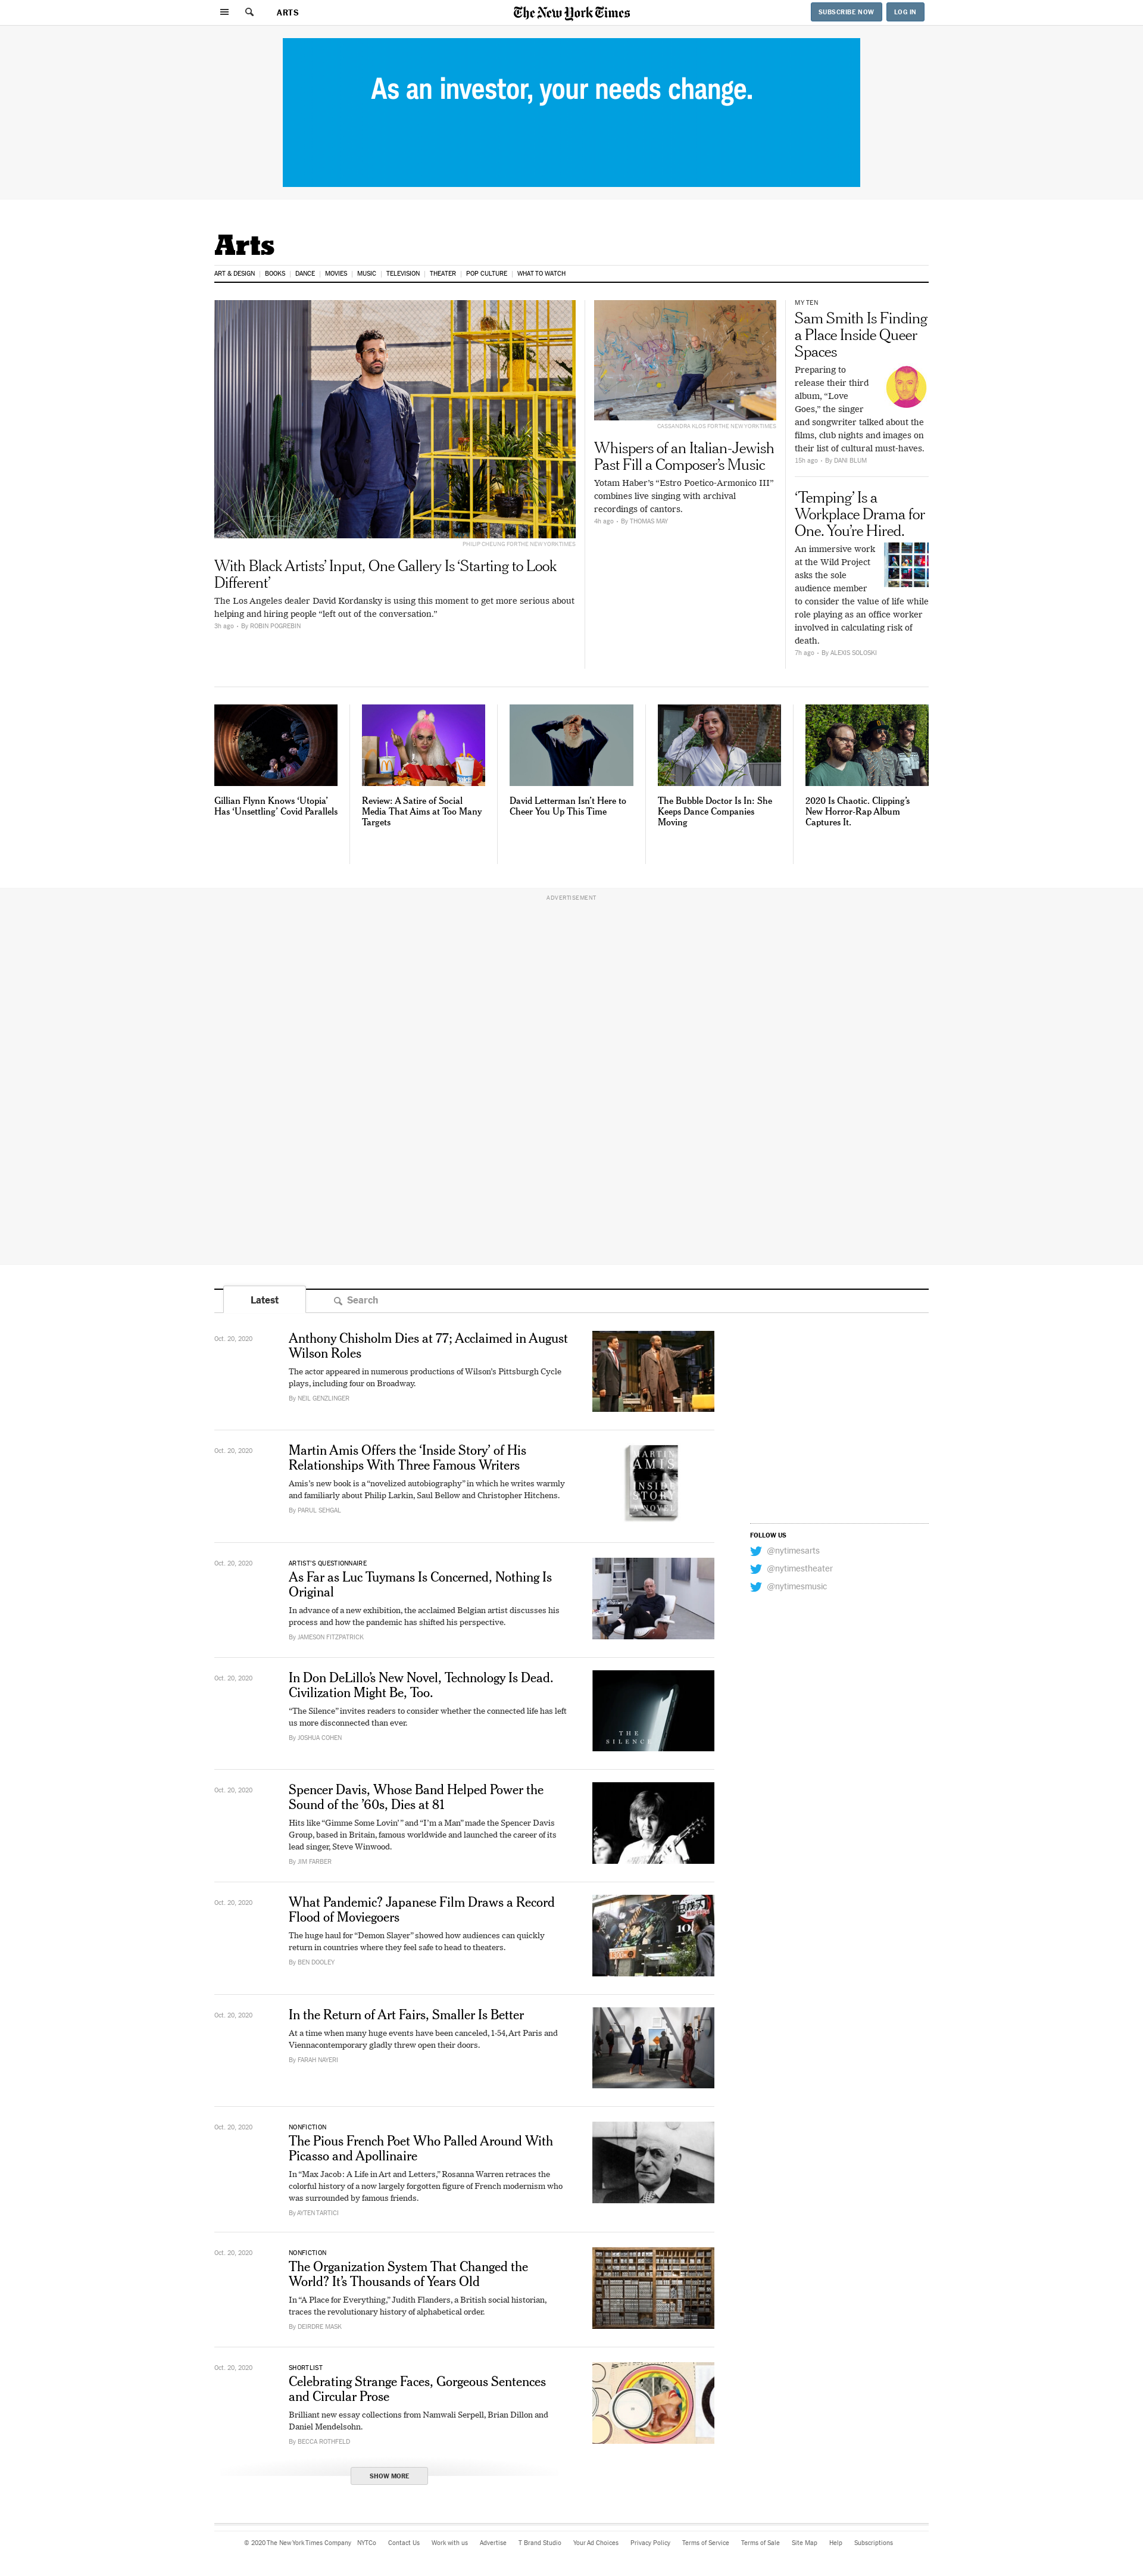 ARTS
The New York Times
SUBSCRIBE NOW
LOG IN
As an investor, your needs change.
Arts
ART & DESIGN
BOOKS
DANCE
MOVIES
MUSIC
TELEVISION
THEATER
POP CULTURE
WHAT TO WATCH
PHILIP CHEUNG FOR THE NEW YORK TIMES
With Black Artists’ Input, One Gallery Is ‘Starting to Look
Different’
The Los Angeles dealer David Kordansky is using this moment to get more serious about
helping and hiring people “left out of the conversation.”
3h ago - By ROBIN POGREBIN
CASSANDRA KLOS FOR THE NEW YORK TIMES
Whispers of an Italian-Jewish
Past Fill a Composer’s Music
Yotam Haber’s “Estro Poetico-Armonico III”
combines live singing with archival
recordings of cantors.
4h ago - By THOMAS MAY
MY TEN
Sam Smith Is Finding
a Place Inside Queer
Spaces
Preparing to
release their third
album, “Love
Goes,” the singer
and songwriter talked about the
films, club nights and images on
their list of cultural must-haves.
15h ago - By DANI BLUM
‘Temping’ Is a
Workplace Drama for
One. You’re Hired.
An immersive work
at the Wild Project
asks the sole
audience member
to consider the value of life while
role playing as an office worker
involved in calculating risk of
death.
7h ago - By ALEXIS SOLOSKI
Gillian Flynn Knows ‘Utopia’
Has ‘Unsettling’ Covid Parallels
Review: A Satire of Social
Media That Aims at Too Many
Targets
David Letterman Isn’t Here to
Cheer You Up This Time
The Bubble Doctor Is In: She
Keeps Dance Companies
Moving
2020 Is Chaotic. Clipping’s
New Horror-Rap Album
Captures It.
ADVERTISEMENT
Latest
Search
Oct. 20, 2020
Anthony Chisholm Dies at 77; Acclaimed in August
Wilson Roles
The actor appeared in numerous productions of Wilson’s Pittsburgh Cycle
plays, including four on Broadway.
By NEIL GENZLINGER
Oct. 20, 2020
Martin Amis Offers the ‘Inside Story’ of His
Relationships With Three Famous Writers
Amis’s new book is a “novelized autobiography” in which he writes warmly
and familiarly about Philip Larkin, Saul Bellow and Christopher Hitchens.
By PARUL SEHGAL
MARTIN
AMIS
INSIDE
STORY
A NOVEL
FOLLOW US
@nytimesarts
@nytimestheater
@nytimesmusic
Oct. 20, 2020
ARTIST’S QUESTIONNAIRE
As Far as Luc Tuymans Is Concerned, Nothing Is
Original
In advance of a new exhibition, the acclaimed Belgian artist discusses his
process and how the pandemic has shifted his perspective.
By JAMESON FITZPATRICK
Oct. 20, 2020
In Don DeLillo’s New Novel, Technology Is Dead.
Civilization Might Be, Too.
“The Silence” invites readers to consider whether the connected life has left
us more disconnected than ever.
By JOSHUA COHEN
THE
SILENCE
Oct. 20, 2020
Spencer Davis, Whose Band Helped Power the
Sound of the ’60s, Dies at 81
Hits like “Gimme Some Lovin’ ” and “I’m a Man” made the Spencer Davis
Group, based in Britain, famous worldwide and launched the career of its
lead singer, Steve Winwood.
By JIM FARBER
Oct. 20, 2020
What Pandemic? Japanese Film Draws a Record
Flood of Moviegoers
The huge haul for “Demon Slayer” showed how audiences can quickly
return in countries where they feel safe to head to theaters.
By BEN DOOLEY
Oct. 20, 2020
In the Return of Art Fairs, Smaller Is Better
At a time when many huge events have been canceled, 1-54, Art Paris and
Viennacontemporary gladly threw open their doors.
By FARAH NAYERI
Oct. 20, 2020
NONFICTION
The Pious French Poet Who Palled Around With
Picasso and Apollinaire
In “Max Jacob: A Life in Art and Letters,” Rosanna Warren retraces the
colorful history of a now largely forgotten figure of French modernism who
was surrounded by famous friends.
By AYTEN TARTICI
Oct. 20, 2020
NONFICTION
The Organization System That Changed the
World? It’s Thousands of Years Old
In “A Place for Everything,” Judith Flanders, a British social historian,
traces the revolutionary history of alphabetical order.
By DEIRDRE MASK
Oct. 20, 2020
SHORTLIST
Celebrating Strange Faces, Gorgeous Sentences
and Circular Prose
Brilliant new essay collections from Namwali Serpell, Brian Dillon and
Daniel Mendelsohn.
By BECCA ROTHFELD
SHOW MORE
© 2020 The New York Times Company
NYTCo
Contact Us
Work with us
Advertise
T Brand Studio
Your Ad Choices
Privacy Policy
Terms of Service
Terms of Sale
Site Map
Help
Subscriptions